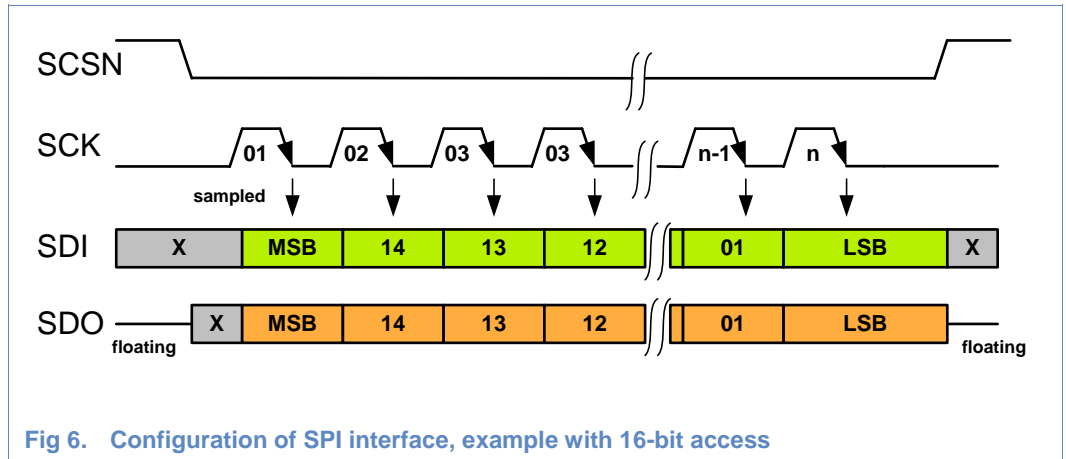 SCSN
SCK 01 02 03 03 n-1 n
sampled
SDI X MSB 14 13 12 01 LSB X
SDO X MSB 14 13 12 01 LSB
floating floating
Fig 6. Configuration of SPI interface, example with 16-bit access